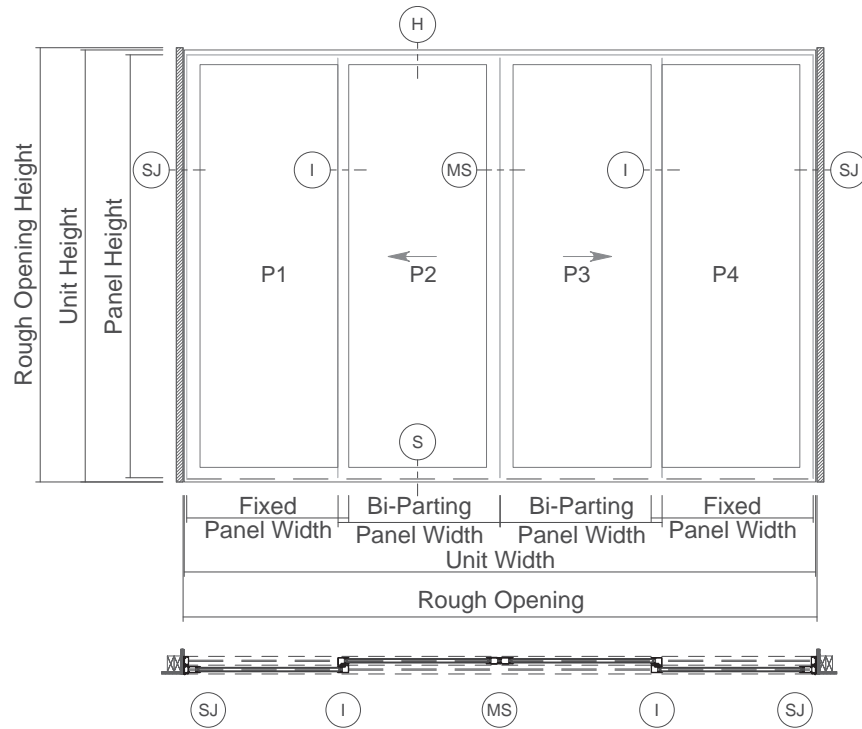 H
SJ
I
MS
I
SJ
Rough Opening Height
Unit Height
Panel Height
P1
P2
P3
P4
S
Fixed
Panel Width
Bi-Parting
Panel Width
Bi-Parting
Panel Width
Fixed
Panel Width
Unit Width
Rough Opening
SJ
I
MS
I
SJ